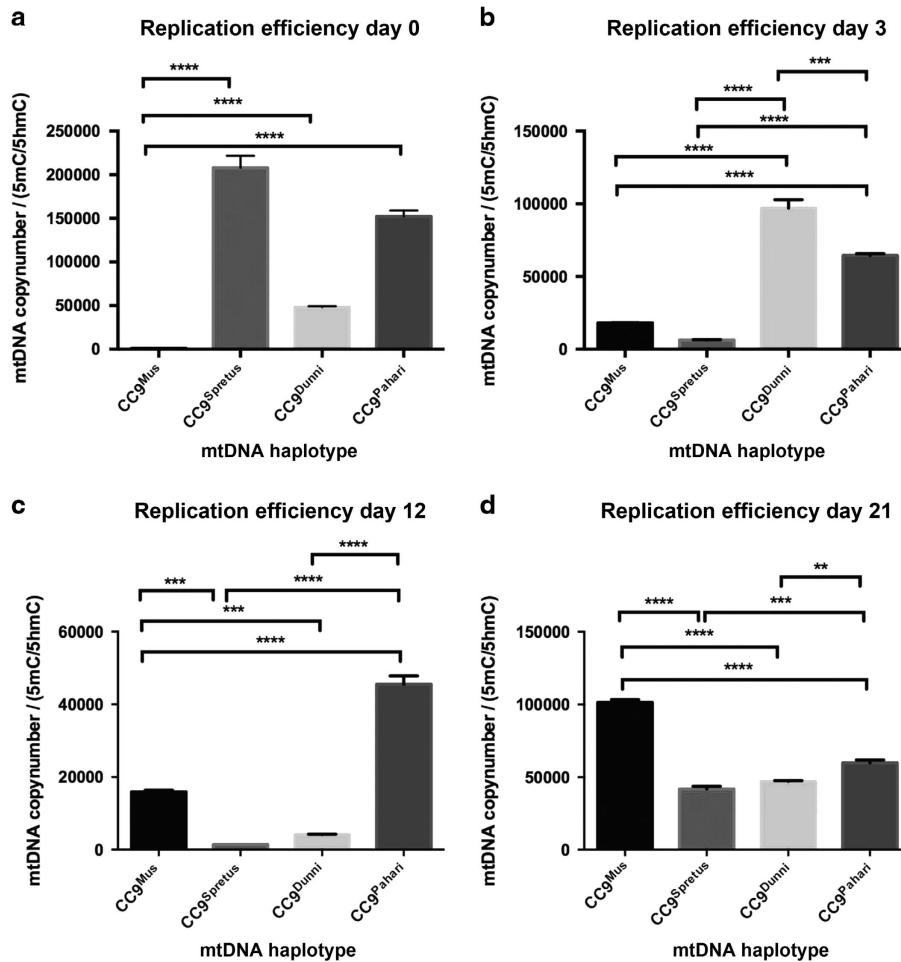 a
Replication efficiency day 0
****
****
****
mtDNA copynumber / (5mC/5hmC)
250000
200000
150000
100000
50000
0
CC9Mus
CC9Spretus
CC9Dunni
CC9Pahari
mtDNA haplotype
b
Replication efficiency day 3
***
****
****
****
****
mtDNA copynumber / (5mC/5hmC)
150000
100000
50000
0
CC9Mus
CC9Spretus
CC9Dunni
CC9Pahari
mtDNA haplotype
c
Replication efficiency day 12
****
***
****
***
****
mtDNA copynumber / (5mC/5hmC)
60000
40000
20000
0
CC9Mus
CC9Spretus
CC9Dunni
CC9Pahari
mtDNA haplotype
d
Replication efficiency day 21
**
****
***
****
****
mtDNA copynumber / (5mC/5hmC)
150000
100000
50000
0
CC9Mus
CC9Spretus
CC9Dunni
CC9Pahari
mtDNA haplotype